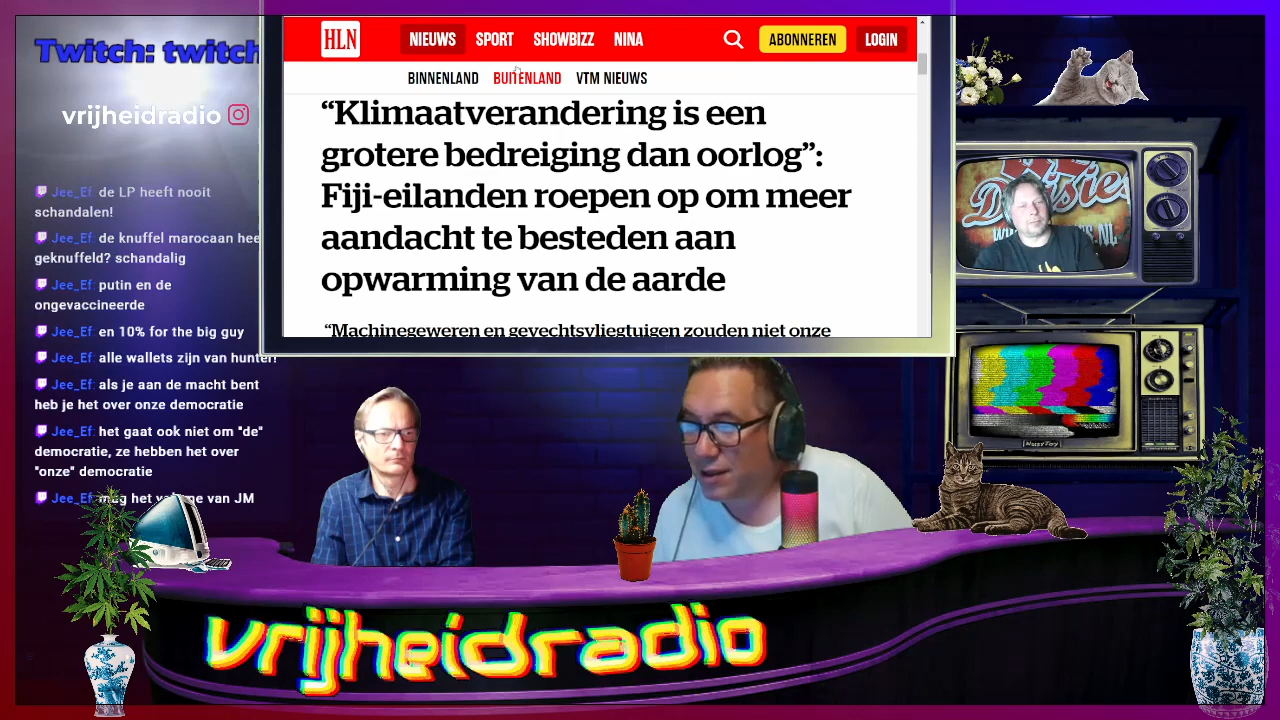 Twitch: twitch
vrijheidradio
Jee_Ef: de LP heeft nooit
schandalen!
Jee_Ef: de knuffel marocaan hee
geknuffeld? schandalig
Jee_Ef: putin en de
ongevaccineerde
Jee_Ef: en 10% for the big guy
Jee_Ef: alle wallets zijn van hunter!
Jee_Ef: als je aan de macht bent
heb je het over onze democratie
Jee_Ef: het gaat ook niet om "de"
democratie, ze hebben het over
"onze" democratie
Jee_Ef: het van JM
HLN
NIEUWS SPORT SHOWBIZZ NINA
ABONNEREN LOGIN
BINNENLAND BUITENLAND VTM NIEUWS
“Klimaatverandering is een
grotere bedreiging dan oorlog”:
Fiji-eilanden roepen op om meer
aandacht te besteden aan
opwarming van de aarde
“Machinegeweren en gevechtsvliegtuigen zouden niet onze
vrijheidradio